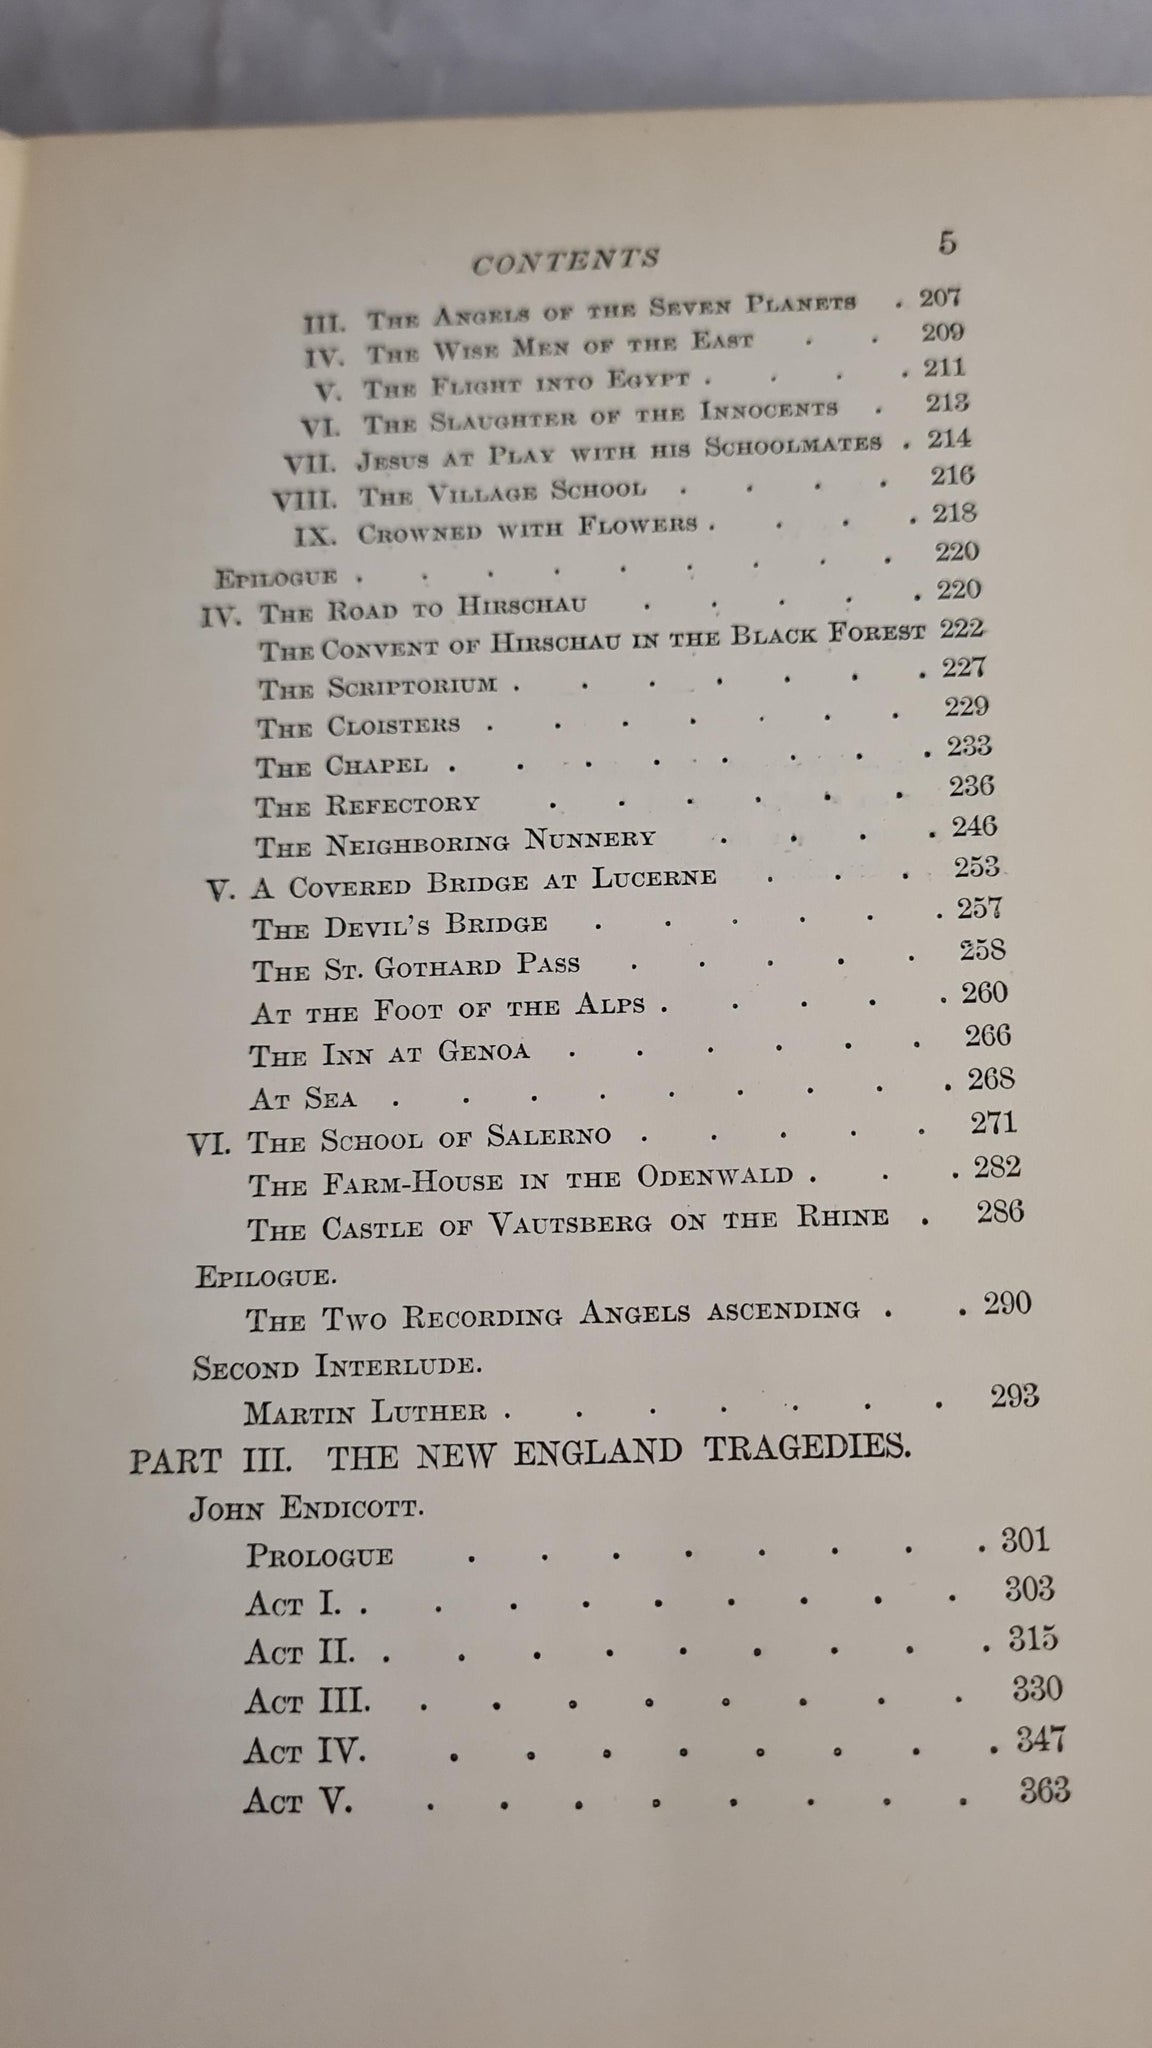 CONTENTS 5
III. The Angels of the Seven Planets . 207
IV. The Wise Men of the East . . 209
V. The Flight into Egypt . . . . 211
VI. The Slaughter of the Innocents . 213
VII. Jesus at Play with his Schoolmates . 214
VIII. The Village School . . . . 216
IX. Crowned with Flowers . . . . 218
Epilogue . . . . . . . . . 220
IV. The Road to Hirschau . . . . . 220
The Convent of Hirschau in the Black Forest 222
The Scriptorium . . . . . . . 227
The Cloisters . . . . . . . 229
The Chapel . . . . . . . . 233
The Refectory . . . . . . 236
The Neighboring Nunnery . . . . 246
V. A Covered Bridge at Lucerne . . . 253
The Devil's Bridge . . . . . . 257
The St. Gothard Pass . . . . . 258
At the Foot of the Alps . . . . . 260
The Inn at Genoa . . . . . . 266
At Sea . . . . . . . . . 268
VI. The School of Salerno . . . . . 271
The Farm-House in the Odenwald . . . 282
The Castle of Vautsberg on the Rhine . 286
Epilogue.
The Two Recording Angels ascending . . 290
Second Interlude.
Martin Luther . . . . . . . 293
PART III. THE NEW ENGLAND TRAGEDIES.
John Endicott.
Prologue . . . . . . . . 301
Act I. . . . . . . . . . 303
Act II. . . . . . . . . . 315
Act III. . . . . . . . . 330
Act IV. . . . . . . . . 347
Act V. . . . . . . . . 363